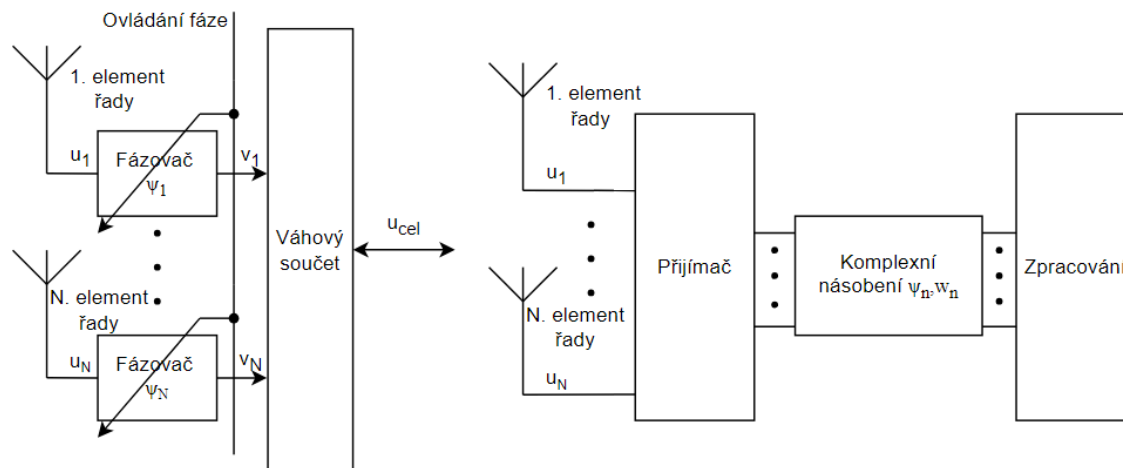 Ovládání fáze
1. element
řady
u1
Fázovač
ψ1
v1
N. element
řady
uN
Fázovač
ψN
vN
Váhový
součet
ucel
1. element
řady
u1
N. element
řady
uN
Přijímač
Komplexní
násobení ψn,wn
Zpracování